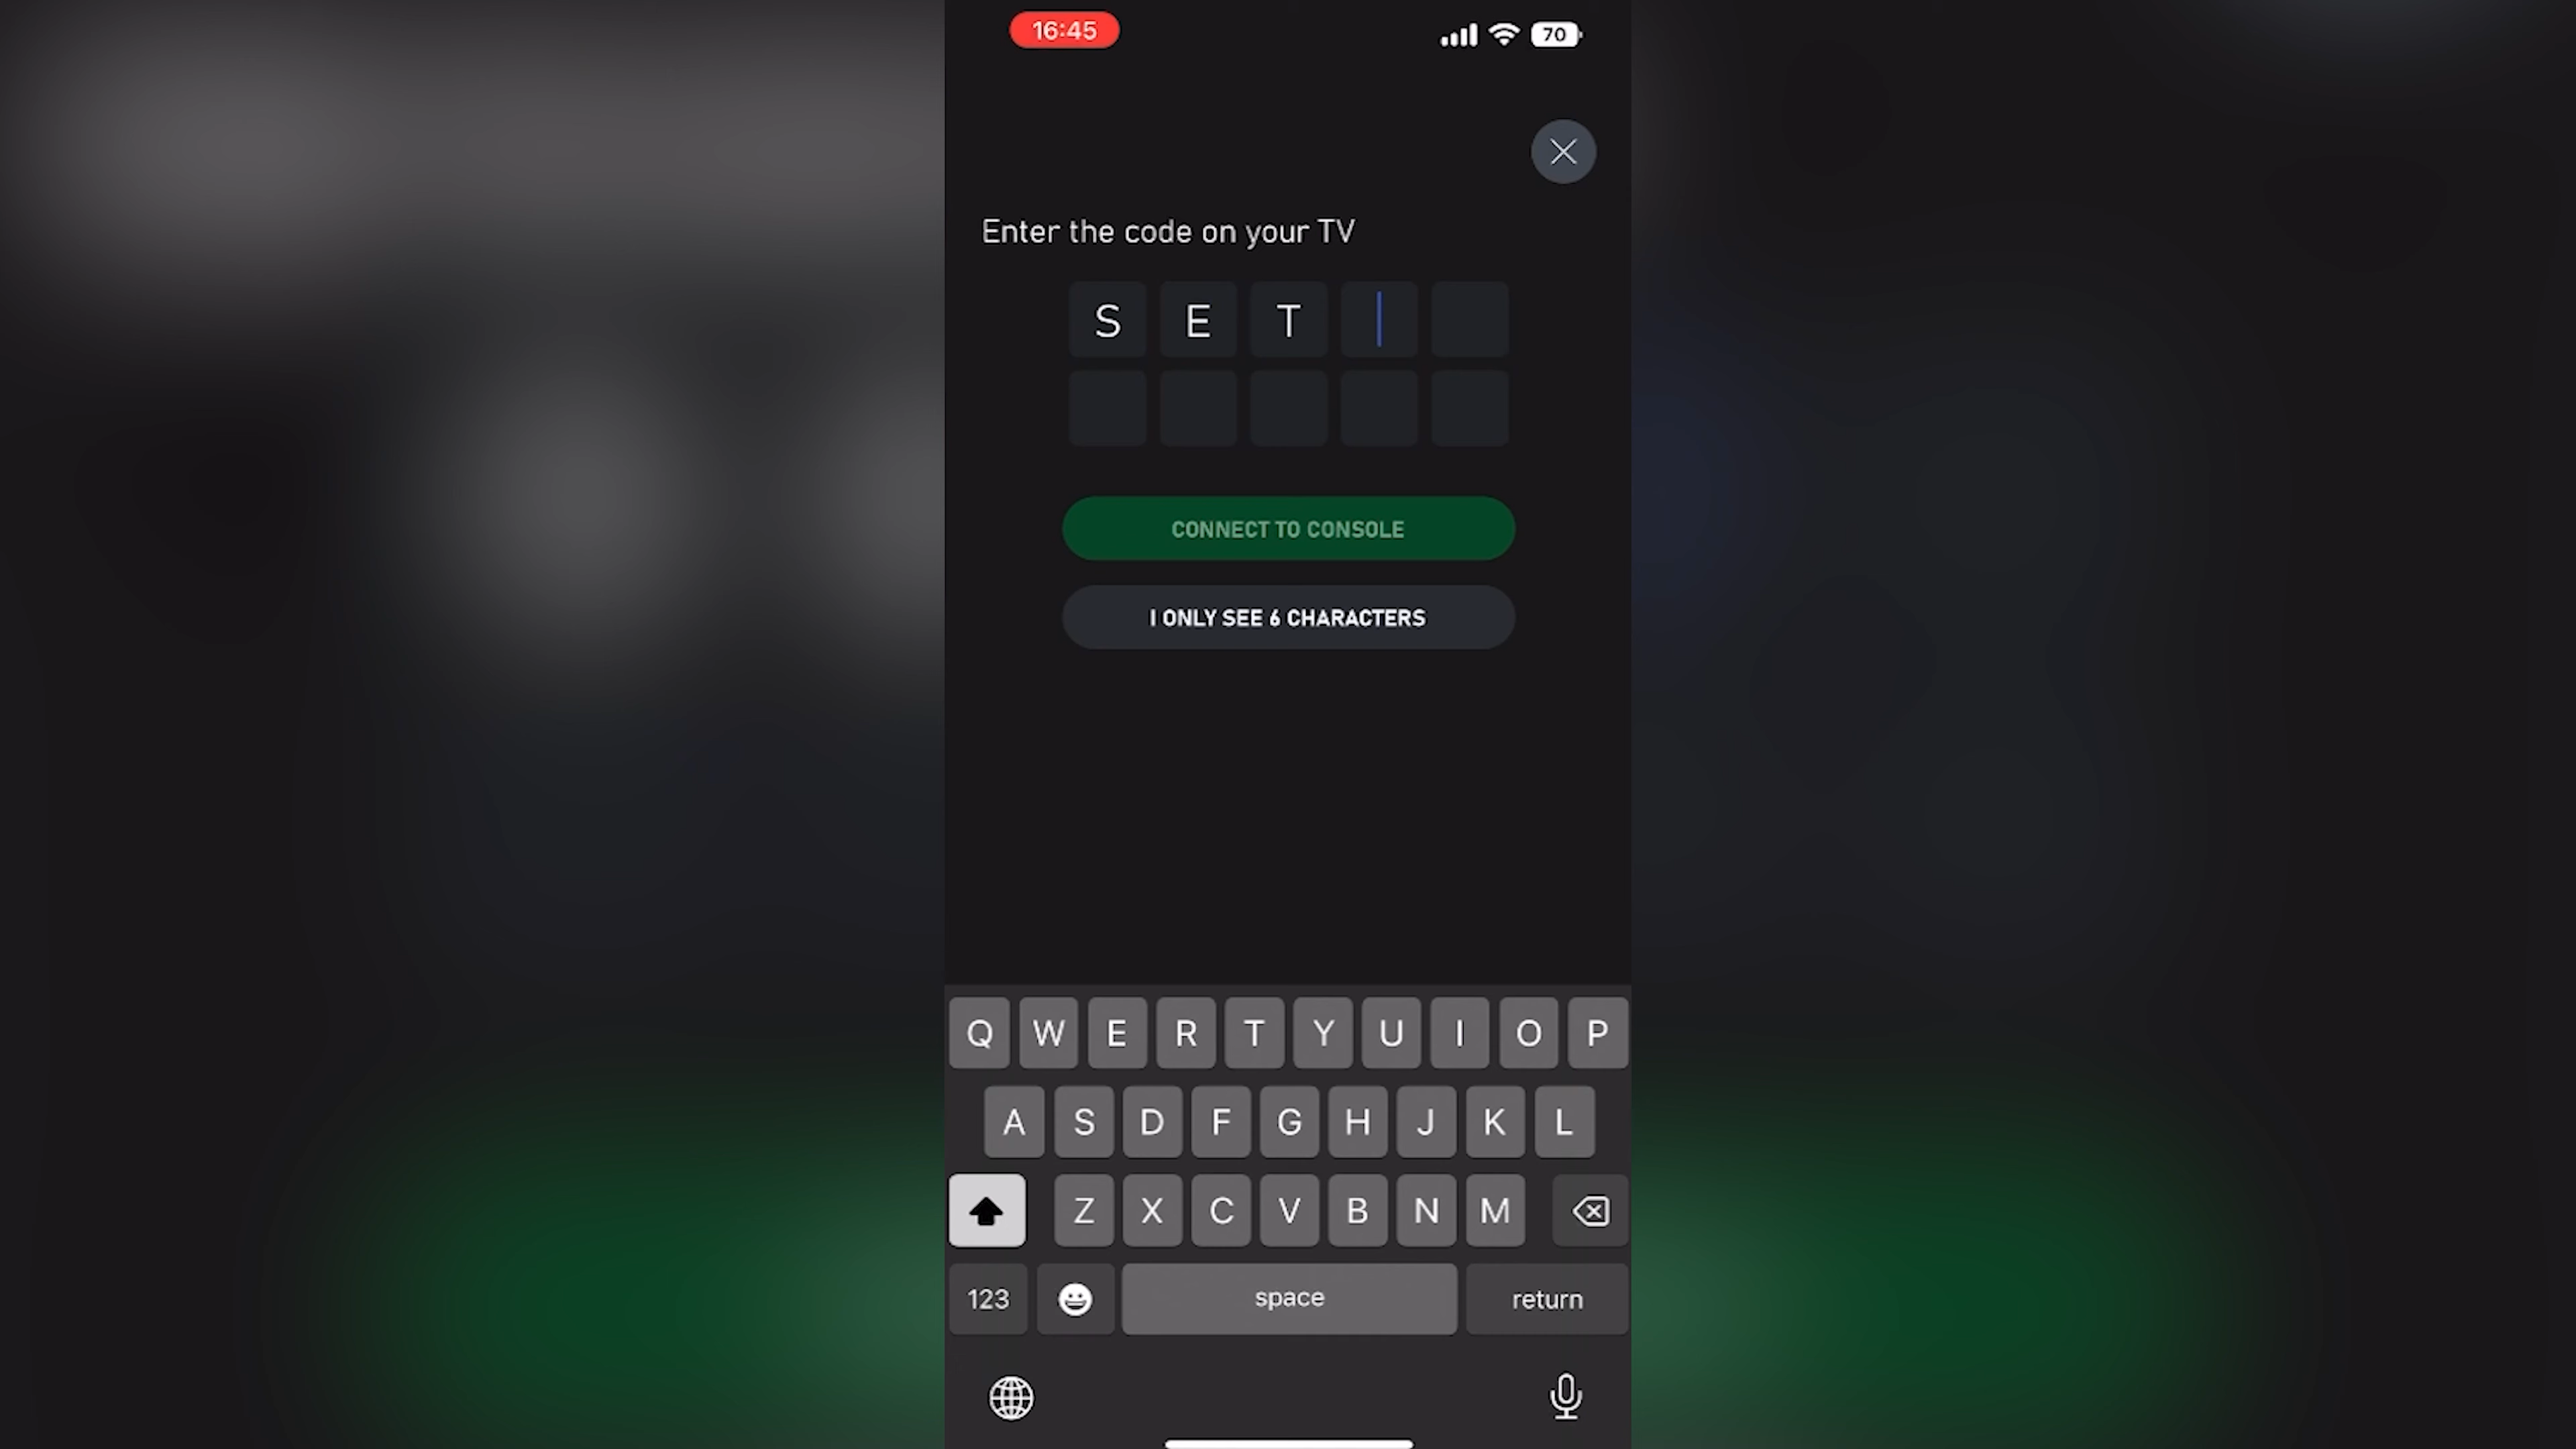 16:45
70
Enter the code on your TV
S E T
CONNECT TO CONSOLE
I ONLY SEE 6 CHARACTERS
Q W E R T Y U I O P
A S D F G H J K L
Z X C V B N M
123 space return